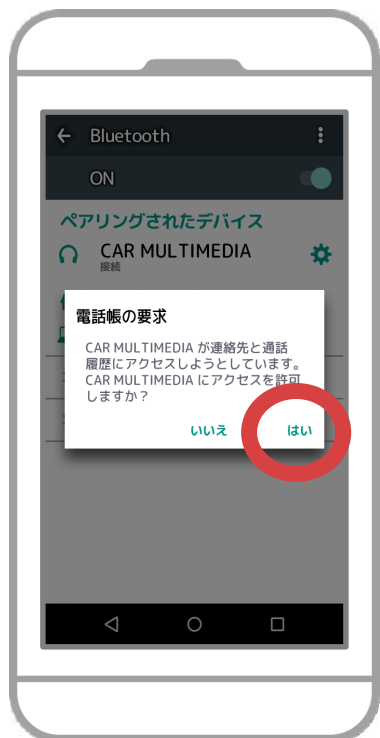 Bluetooth
ON
ペアリングされたデバイス
CAR MULTIMEDIA
接続
電話帳の要求
CAR MULTIMEDIA が連絡先と通話
履歴にアクセスしようとしています。
CAR MULTIMEDIA にアクセスを許可
しますか？
いいえ
はい